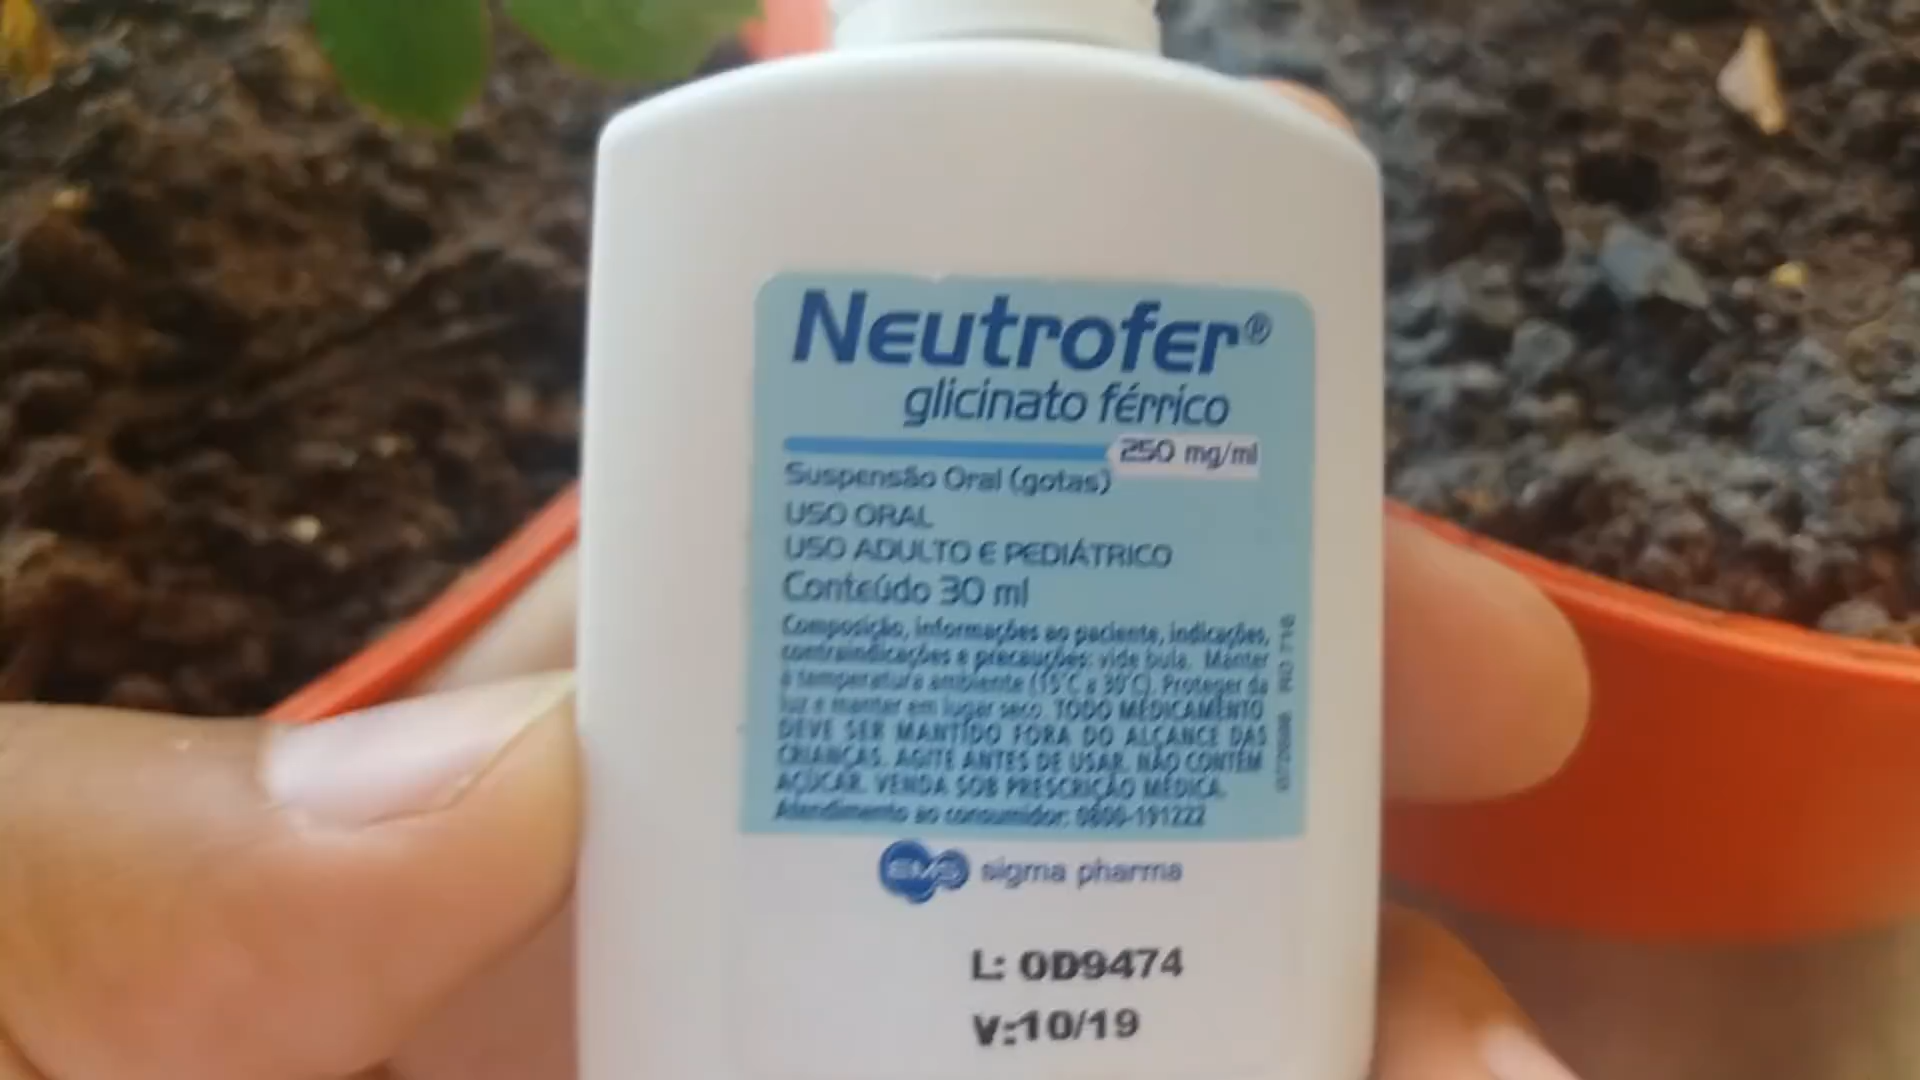 Neutrofer®
glicinato férrico
250 mg/ml
Suspensão Oral (gotas)
USO ORAL
USO ADULTO E PEDIÁTRICO
Conteúdo 30 ml
Composição, informações ao paciente, indicações,
contraindicações e precauções: vide bula. Manter
à temperatura ambiente (15°C a 30°C). Proteger da
luz e manter em lugar seco. TODO MEDICAMENTO
DEVE SER MANTIDO FORA DO ALCANCE DAS
CRIANÇAS. AGITE ANTES DE USAR. NÃO CONTÉM
AÇÚCAR. VENDA SOB PRESCRIÇÃO MÉDICA.
Atendimento ao consumidor: 0800-191222
EMS sigma pharma
L: 0D9474
V:10/19